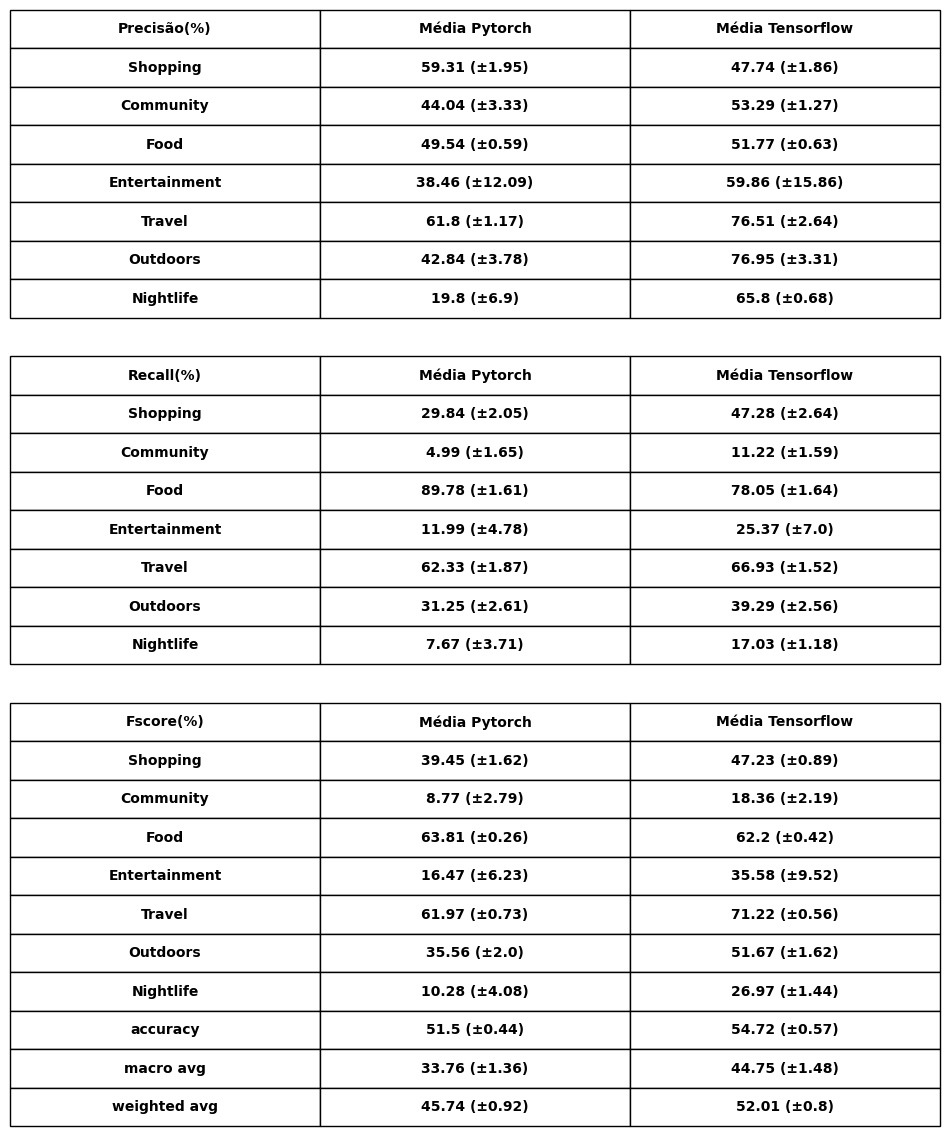 Precisão(%) Média Pytorch Média Tensorflow
Shopping 59.31 (±1.95) 47.74 (±1.86)
Community 44.04 (±3.33) 53.29 (±1.27)
Food 49.54 (±0.59) 51.77 (±0.63)
Entertainment 38.46 (±12.09) 59.86 (±15.86)
Travel 61.8 (±1.17) 76.51 (±2.64)
Outdoors 42.84 (±3.78) 76.95 (±3.31)
Nightlife 19.8 (±6.9) 65.8 (±0.68)
Recall(%) Média Pytorch Média Tensorflow
Shopping 29.84 (±2.05) 47.28 (±2.64)
Community 4.99 (±1.65) 11.22 (±1.59)
Food 89.78 (±1.61) 78.05 (±1.64)
Entertainment 11.99 (±4.78) 25.37 (±7.0)
Travel 62.33 (±1.87) 66.93 (±1.52)
Outdoors 31.25 (±2.61) 39.29 (±2.56)
Nightlife 7.67 (±3.71) 17.03 (±1.18)
Fscore(%) Média Pytorch Média Tensorflow
Shopping 39.45 (±1.62) 47.23 (±0.89)
Community 8.77 (±2.79) 18.36 (±2.19)
Food 63.81 (±0.26) 62.2 (±0.42)
Entertainment 16.47 (±6.23) 35.58 (±9.52)
Travel 61.97 (±0.73) 71.22 (±0.56)
Outdoors 35.56 (±2.0) 51.67 (±1.62)
Nightlife 10.28 (±4.08) 26.97 (±1.44)
accuracy 51.5 (±0.44) 54.72 (±0.57)
macro avg 33.76 (±1.36) 44.75 (±1.48)
weighted avg 45.74 (±0.92) 52.01 (±0.8)